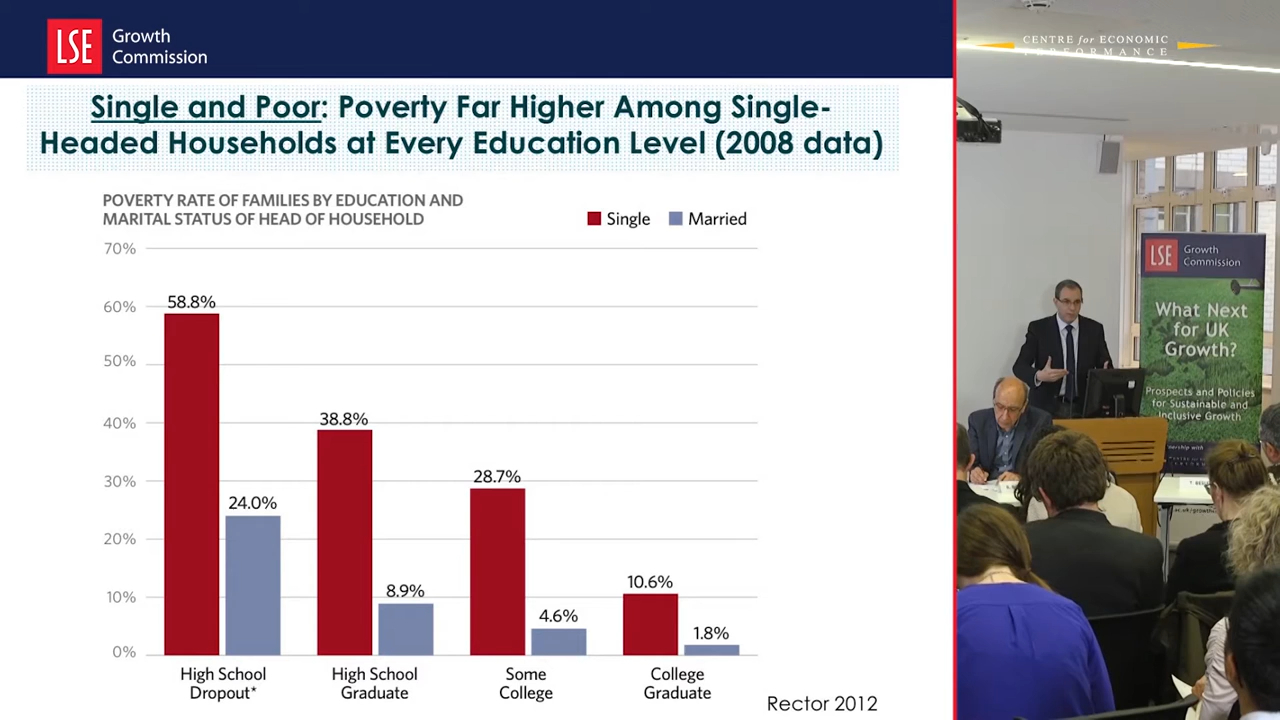 LSE
Growth
Commission
Single and Poor: Poverty Far Higher Among Single-
Headed Households at Every Education Level (2008 data)
POVERTY RATE OF FAMILIES BY EDUCATION AND
MARITAL STATUS OF HEAD OF HOUSEHOLD
Single
Married
70%
60%
50%
40%
30%
20%
10%
0%
58.8%
24.0%
38.8%
8.9%
28.7%
4.6%
10.6%
1.8%
High School
Dropout*
High School
Graduate
Some
College
College
Graduate
Rector 2012
CENTRE for ECONOMIC
PERFORMANCE
LSE
Growth
Commission
What Next
for UK
Growth?
Prospects and Policies
for Sustainable and
Inclusive Growth